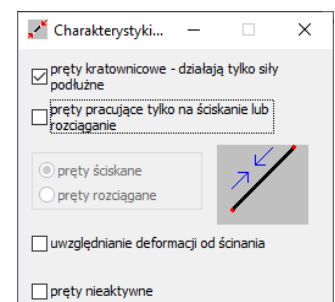 Charakterystyki...
pręty kratownicowe - działają tylko siły
podłużne
pręty pracujące tylko na ściskanie lub
rozciąganie
pręty ściskane
pręty rozciągane
uwzględnianie deformacji od ścinania
pręty nieaktywne